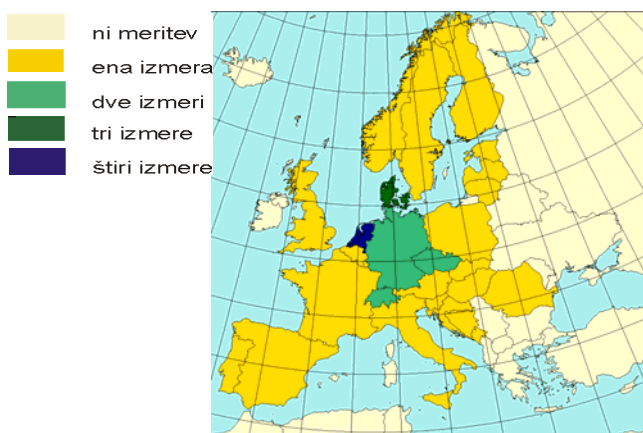 ni meritev
ena izmera
dve izmeri
tri izmere
štiri izmere